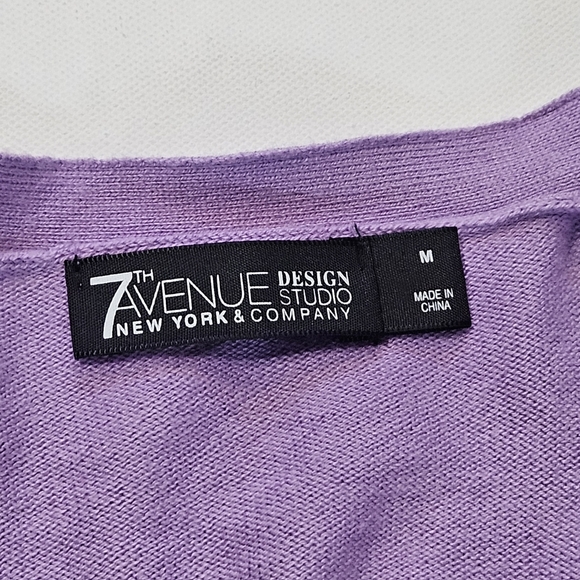 7TH AVENUE DESIGN STUDIO
NEW YORK & COMPANY
M
MADE IN
CHINA